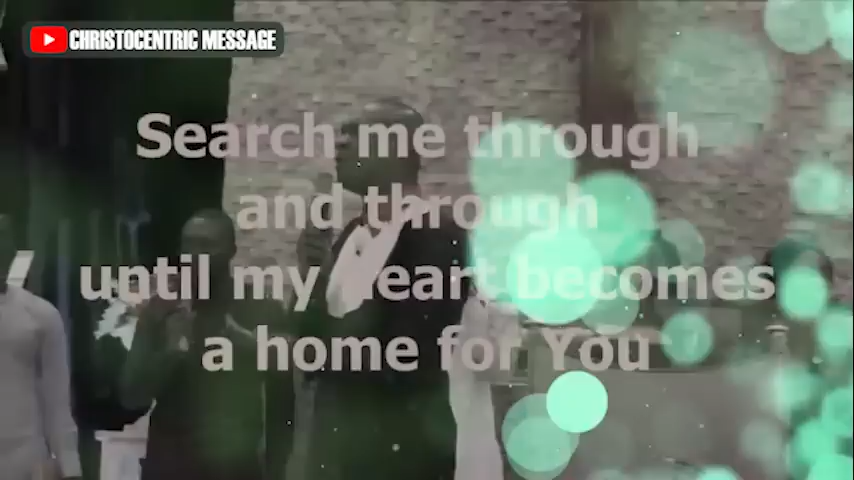 CHRISTOCENTRIC MESSAGE
Search me through
and through
until my heart becomes
a home for You